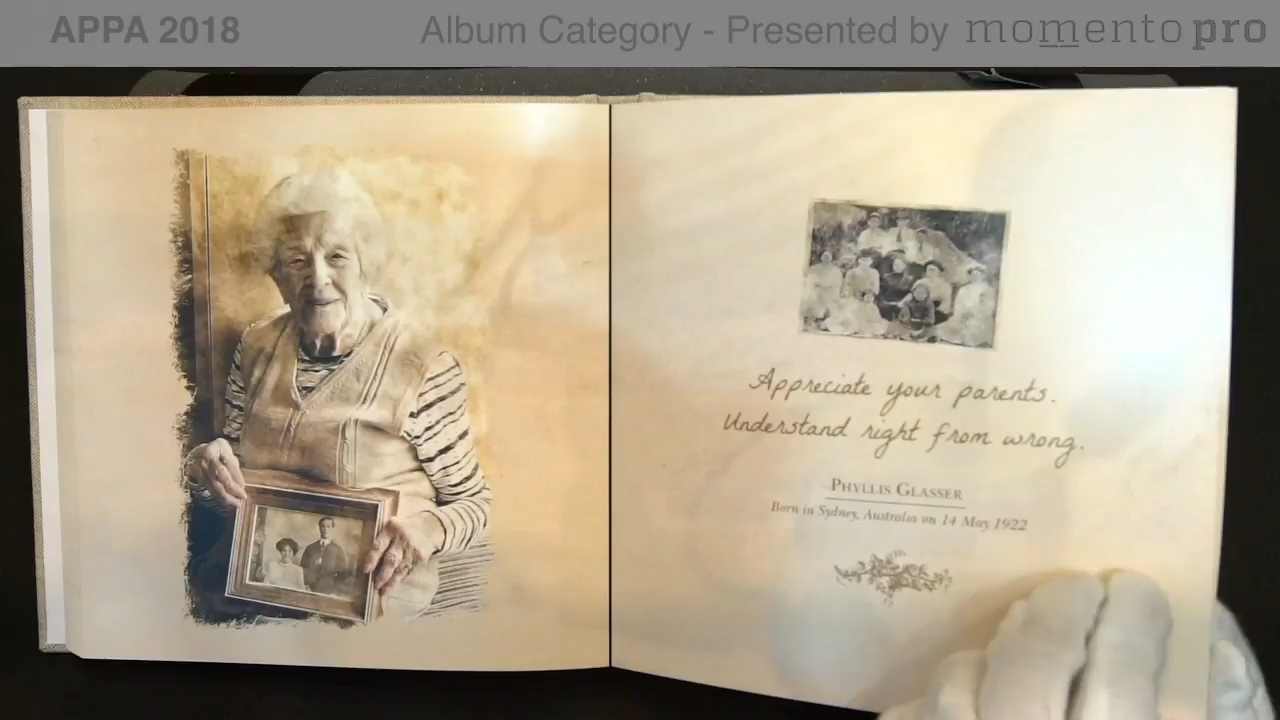 APPA 2018
Album Category - Presented by momento pro
Appreciate your parents.
Understand right from wrong.
PHYLLIS GLASSER
Born in Sydney, Australia on 14 May 1922